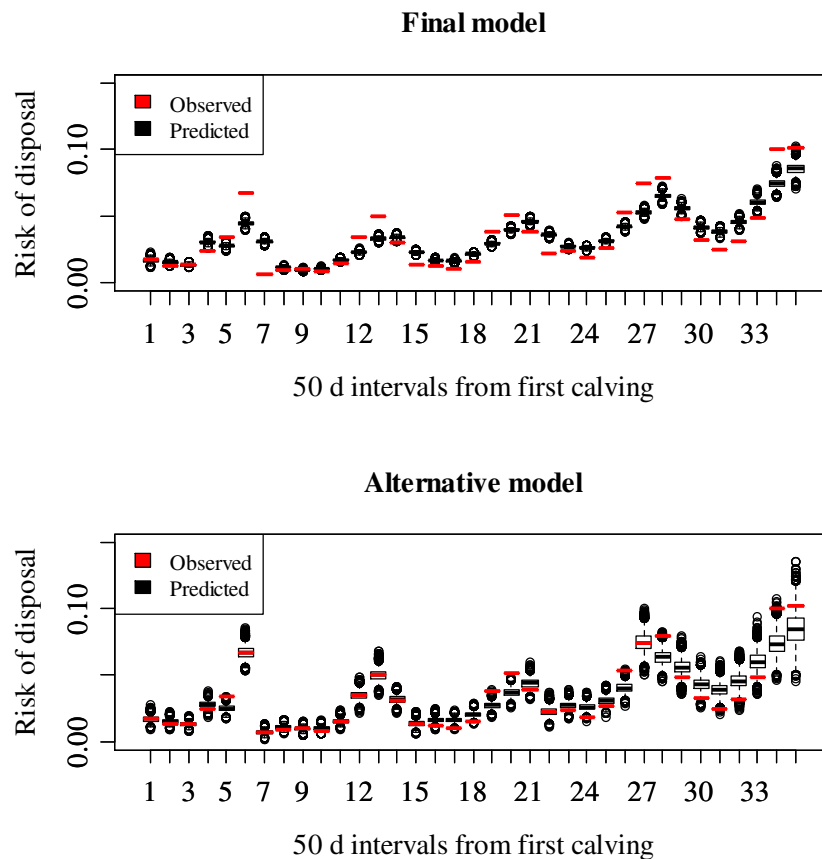 Final model
Risk of disposal
0.10
0.00
Observed
Predicted
1 3 5 7 9 12 15 18 21 24 27 30 33
50 d intervals from first calving
Alternative model
Risk of disposal
0.10
0.00
Observed
Predicted
1 3 5 7 9 12 15 18 21 24 27 30 33
50 d intervals from first calving